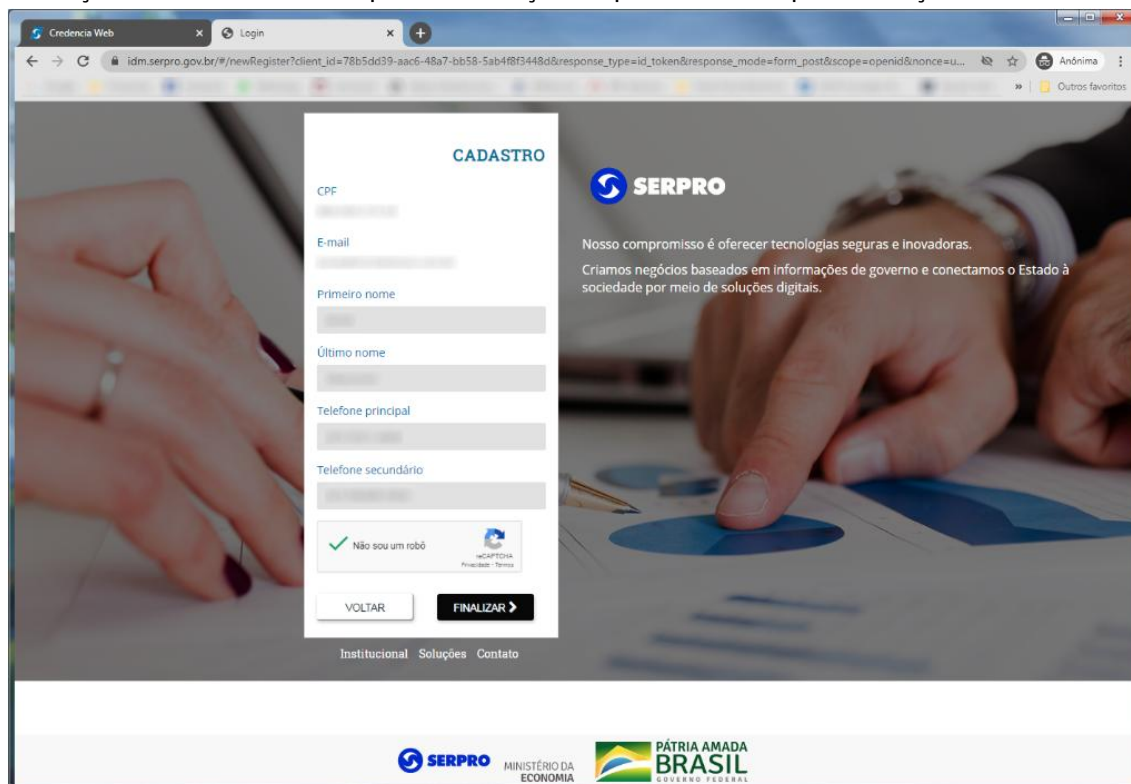 Credencia Web
Login
idm.serpro.gov.br/#/newRegister?client_id=78b5dd39-aac6-48a7-bb58-5ab4f8f3448d&response_type=id_token&response_mode=form_post&scope=openid&nonce=u...
Anônima
Outros favoritos
CADASTRO
CPF
E-mail
Primeiro nome
Último nome
Telefone principal
Telefone secundário
Não sou um robô
reCAPTCHA
Privacidade - Termos
VOLTAR
FINALIZAR
Institucional Soluções Contato
SERPRO
Nosso compromisso é oferecer tecnologias seguras e inovadoras.
Criamos negócios baseados em informações de governo e conectamos o Estado à
sociedade por meio de soluções digitais.
SERPRO
MINISTÉRIO DA
ECONOMIA
PÁTRIA AMADA
BRASIL
GOVERNO FEDERAL